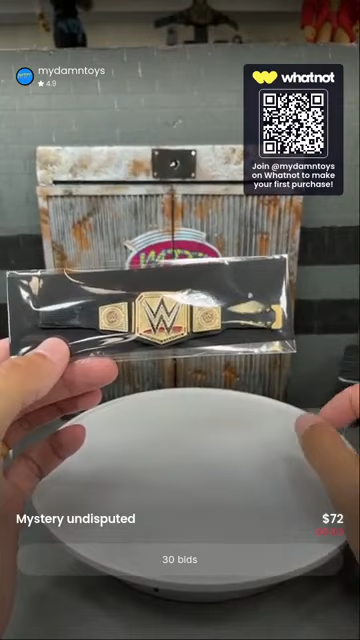 mydamntoys
4.9
whatnot
Join @mydamntoys
on Whatnot to make
your first purchase!
W
Mystery undisputed
$72
30 bids